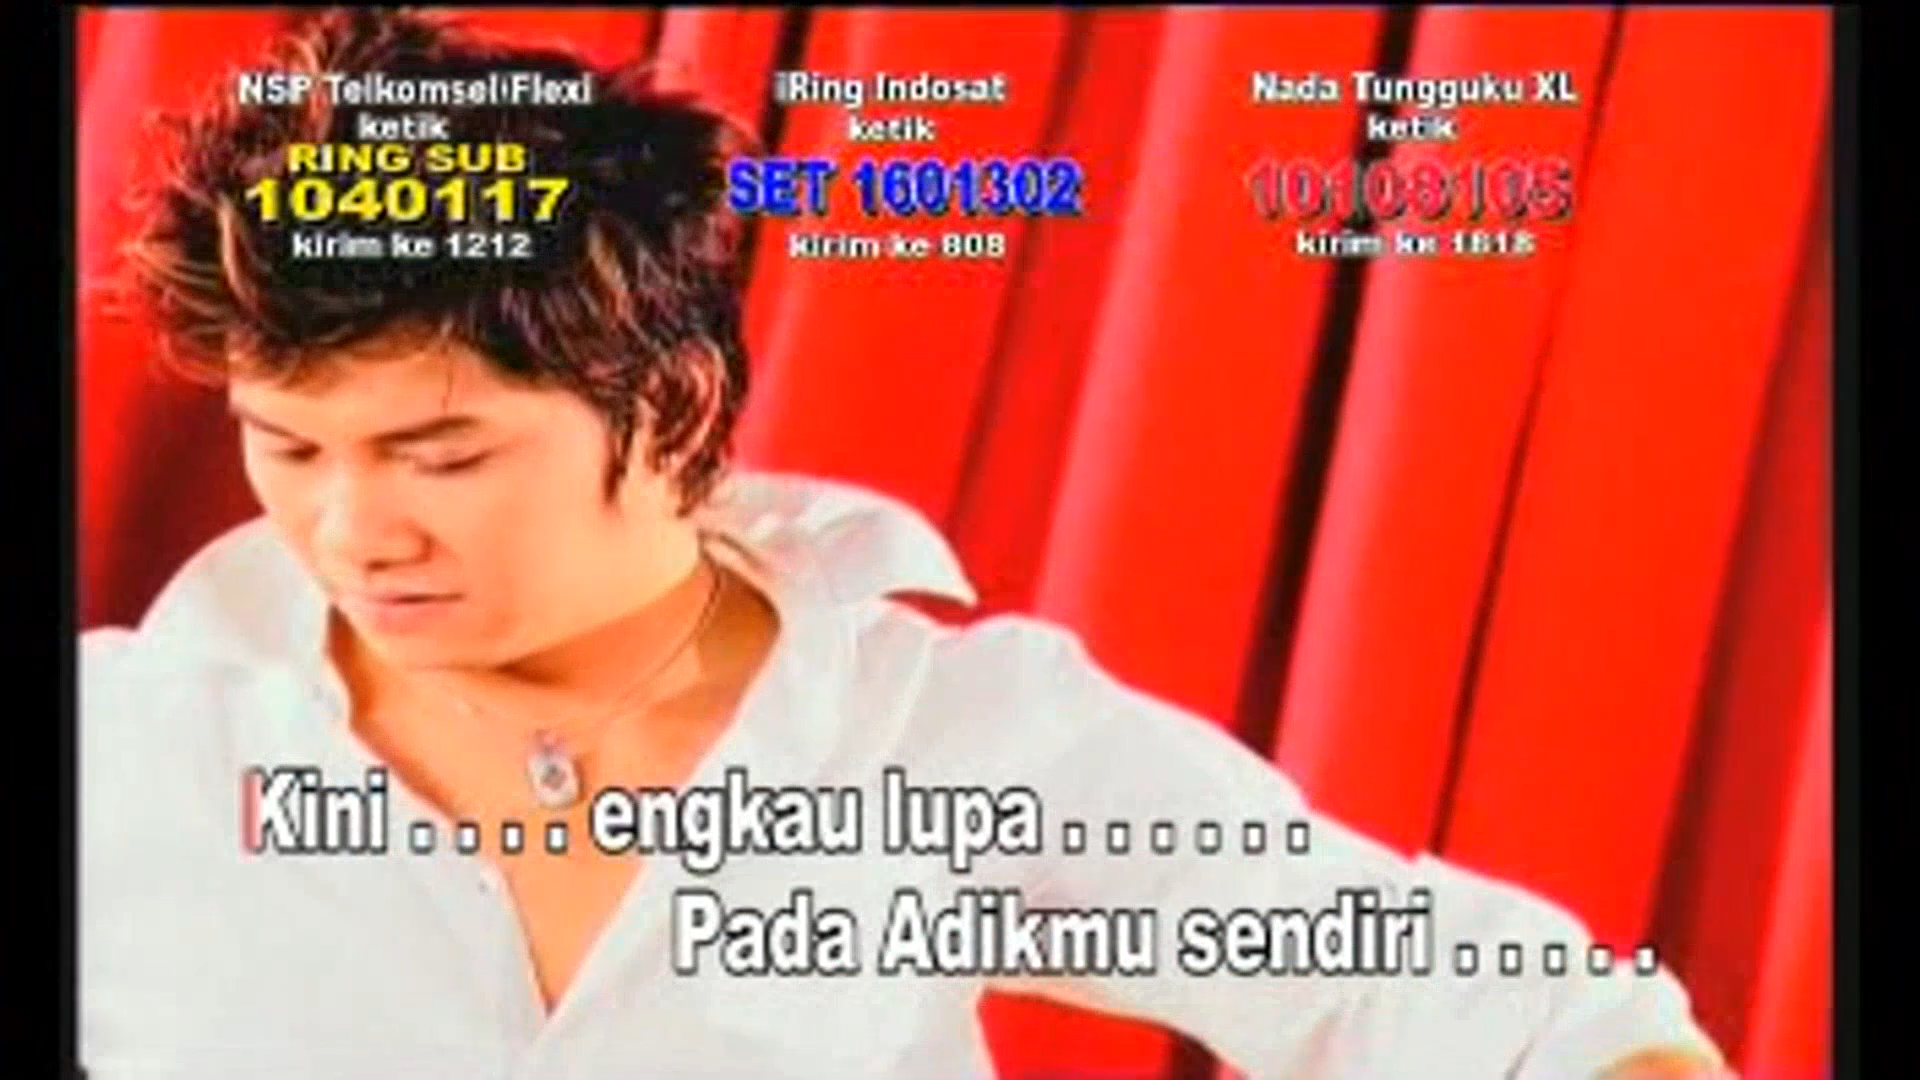 NSP Telkomsel/Flexi
ketik
RING SUB
1040117
kirim ke 1212
iRing Indosat
ketik
SET 1601302
kirim ke 808
Nada Tungguku XL
ketik
10108105
kirim ke 1818
Kini . . . . engkau lupa . . . . . .
Pada Adikmu sendiri . . . . .